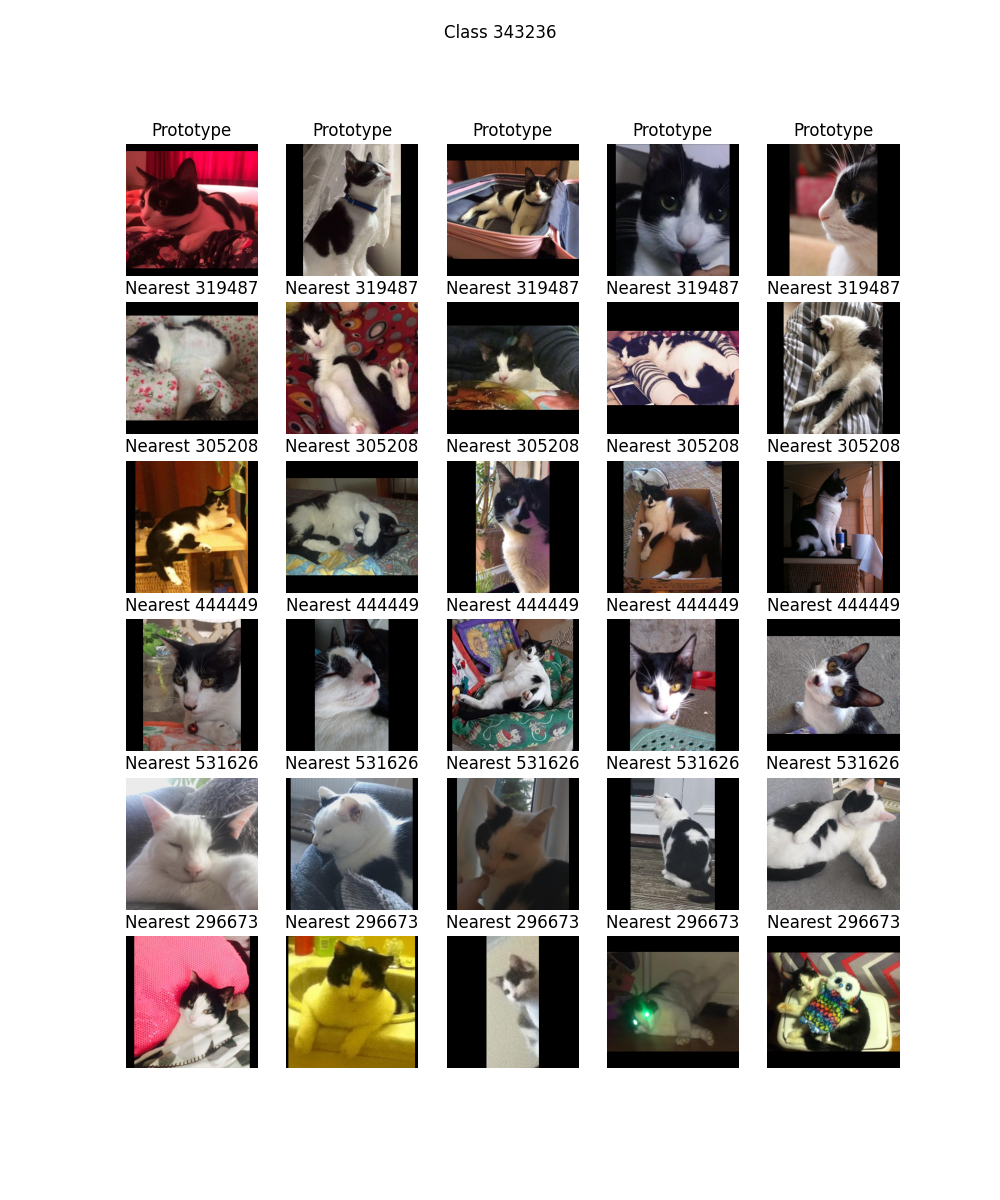 Class 343236
Prototype Prototype Prototype Prototype Prototype
Nearest 319487 Nearest 319487 Nearest 319487 Nearest 319487 Nearest 319487
Nearest 305208 Nearest 305208 Nearest 305208 Nearest 305208 Nearest 305208
Nearest 444449 Nearest 444449 Nearest 444449 Nearest 444449 Nearest 444449
Nearest 531626 Nearest 531626 Nearest 531626 Nearest 531626 Nearest 531626
Nearest 296673 Nearest 296673 Nearest 296673 Nearest 296673 Nearest 296673